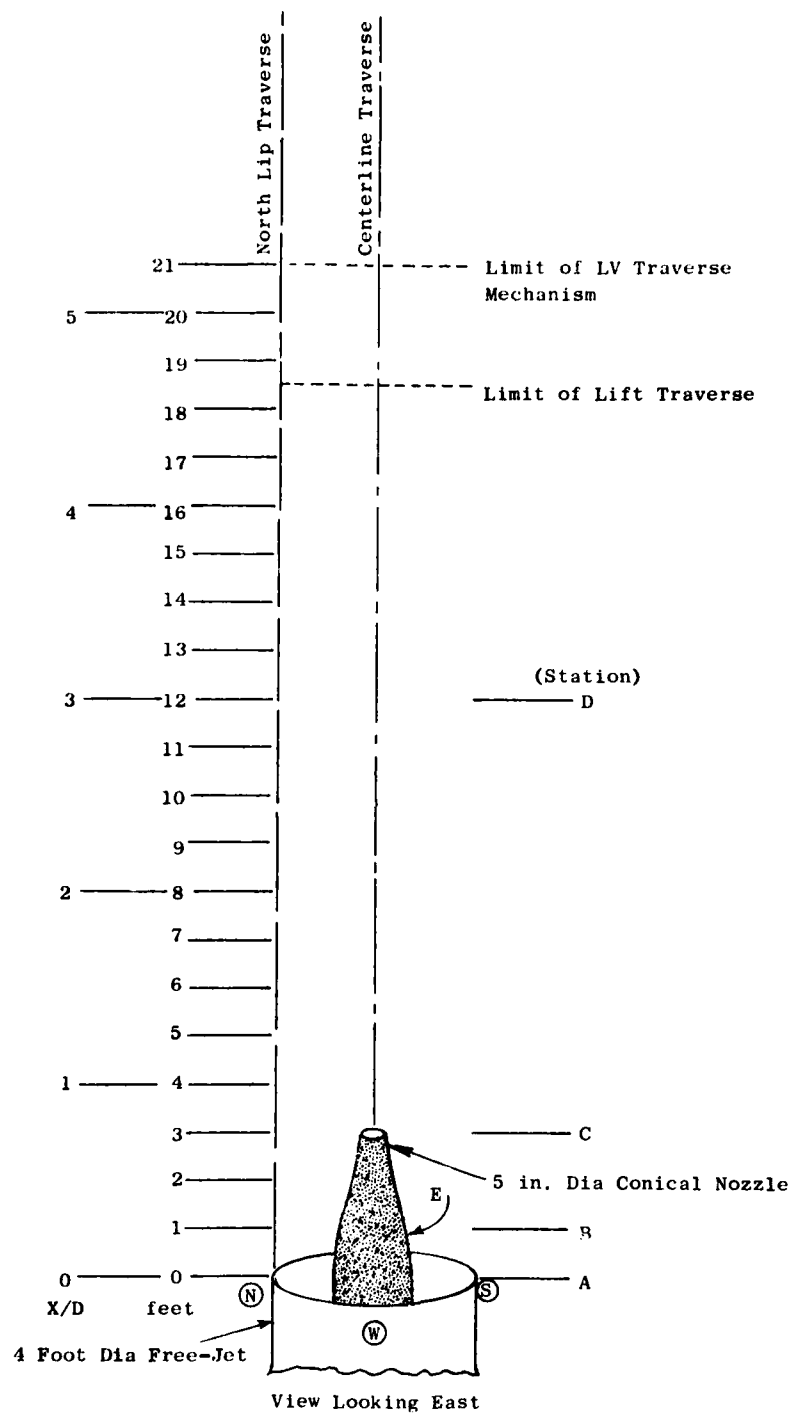 North Lip Traverse
Centerline Traverse
21
Limit of LV Traverse
Mechanism
5 20
19
Limit of Lift Traverse
18
17
4 16
15
14
13
(Station)
3 12 D
11
10
9
2 8
7
6
5
1 4
3 C
5 in. Dia Conical Nozzle
2
E
1 B
0 0 A
N S
X/D feet
W
4 Foot Dia Free-Jet
View Looking East